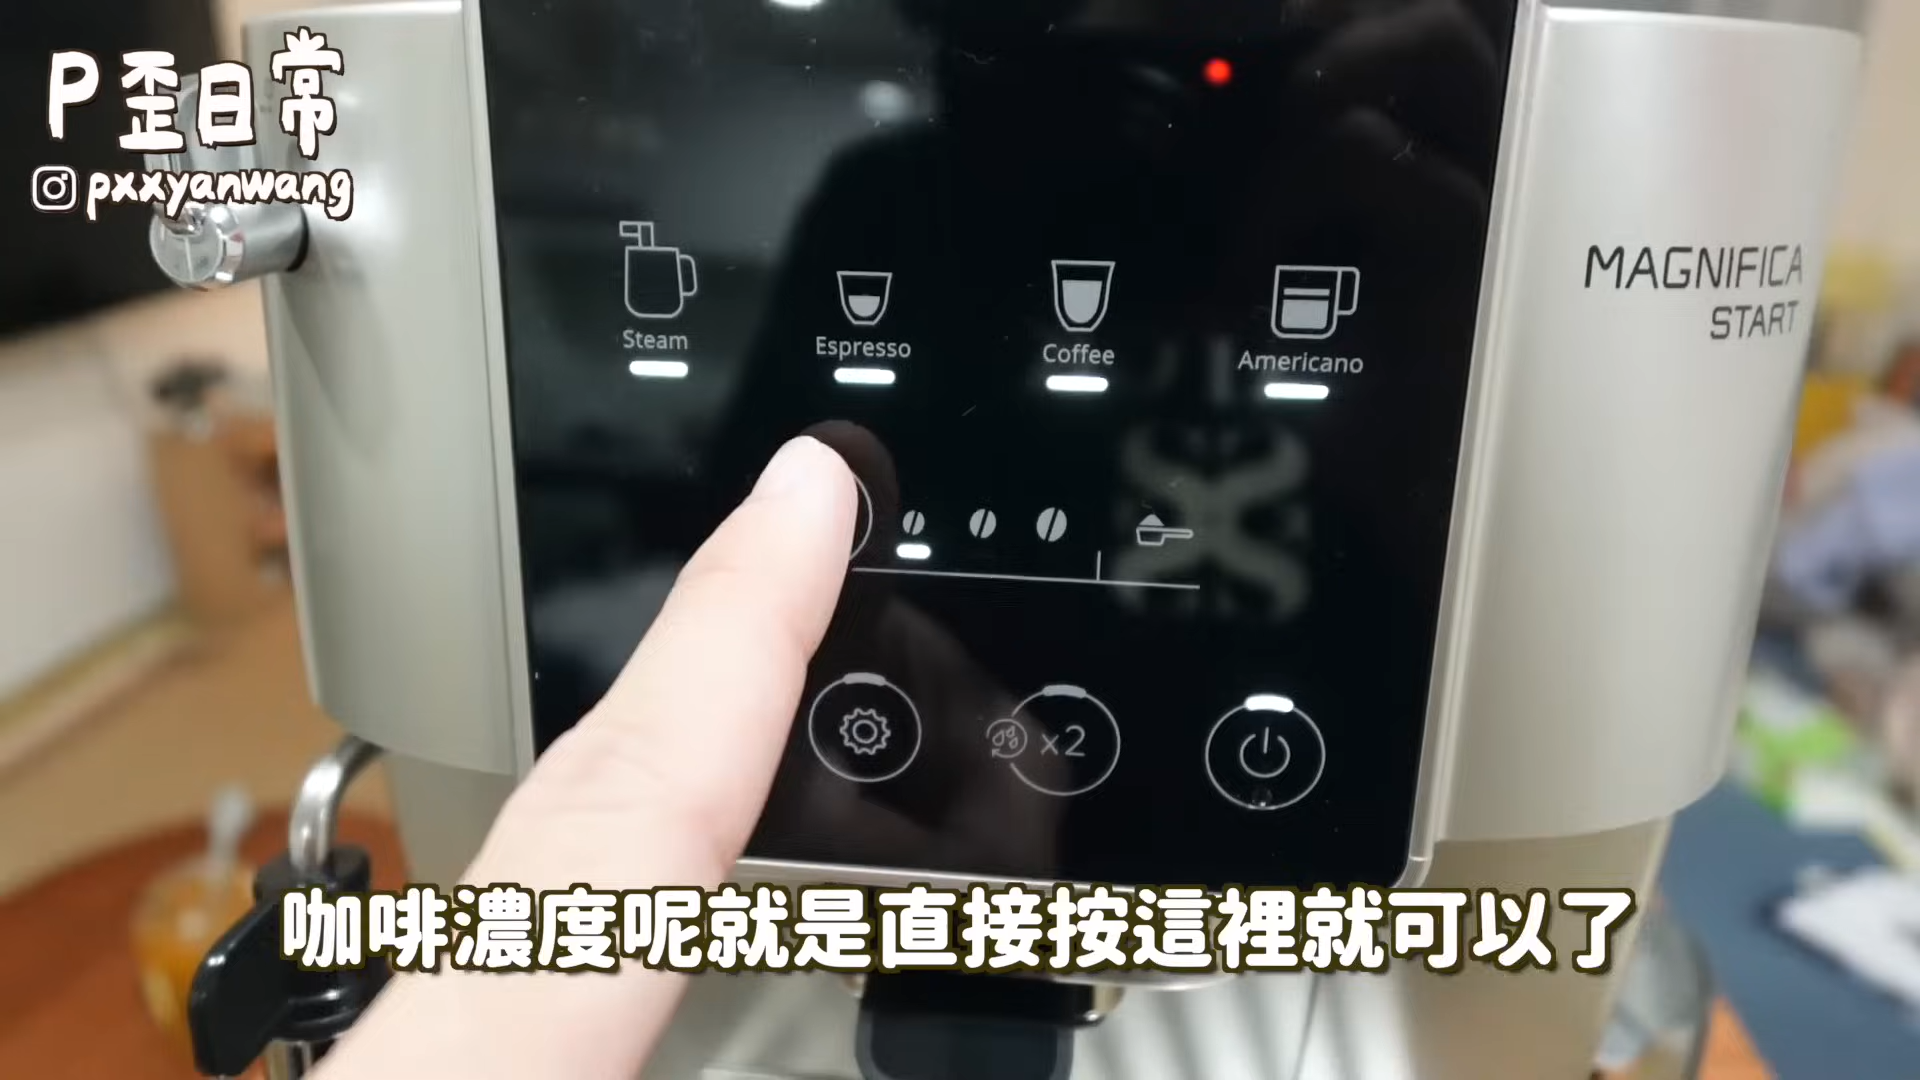 P歪日常
pxxyanwang
MAGNIFICA
START
Steam
Espresso
Coffee
Americano
x2
咖啡濃度呢就是直接按這裡就可以了